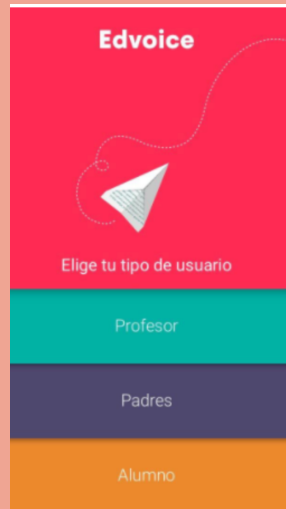 Edvoice
Elige tu tipo de usuario
Profesor
Padres
Alumno